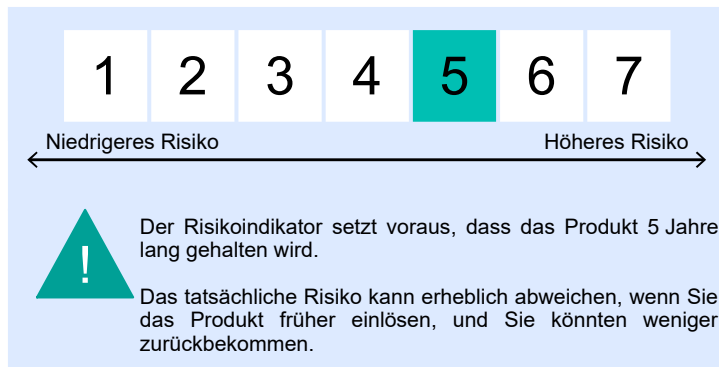 1 2 3 4 5 6 7
Niedrigeres Risiko Höheres Risiko
! Der Risikoindikator setzt voraus, dass das Produkt 5 Jahre
lang gehalten wird.
Das tatsächliche Risiko kann erheblich abweichen, wenn Sie
das Produkt früher einlösen, und Sie könnten weniger
zurückbekommen.